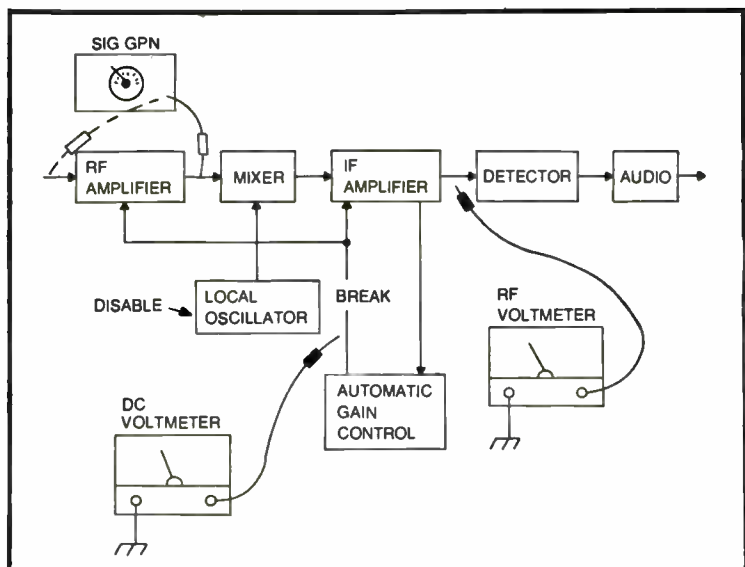 SIG GPN
RF
AMPLIFIER
MIXER
IF
AMPLIFIER
DETECTOR
AUDIO
DISABLE
LOCAL
OSCILLATOR
BREAK
RF
VOLTMETER
DC
VOLTMETER
AUTOMATIC
GAIN
CONTROL